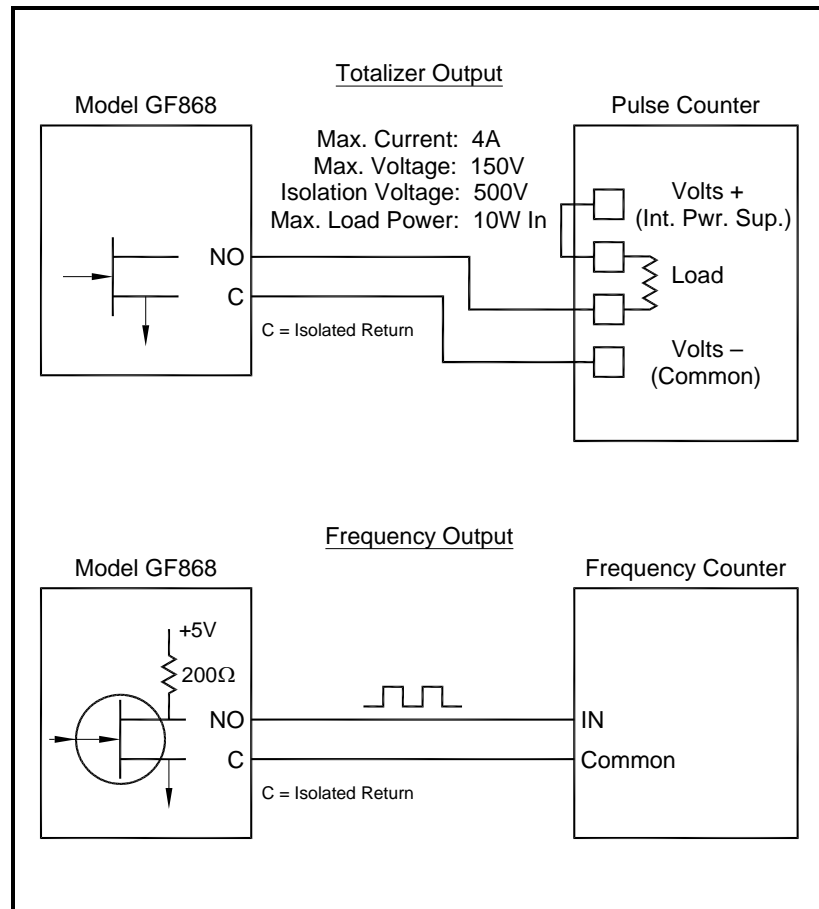 Totalizer Output
Model GF868
Pulse Counter
Max. Current: 4A
Max. Voltage: 150V
Isolation Voltage: 500V
Max. Load Power: 10W In
Volts +
(Int. Pwr. Sup.)
NO
Load
C
C = Isolated Return
Volts –
(Common)
Frequency Output
Model GF868
Frequency Counter
+5V
200Ω
NO
IN
C
Common
C = Isolated Return